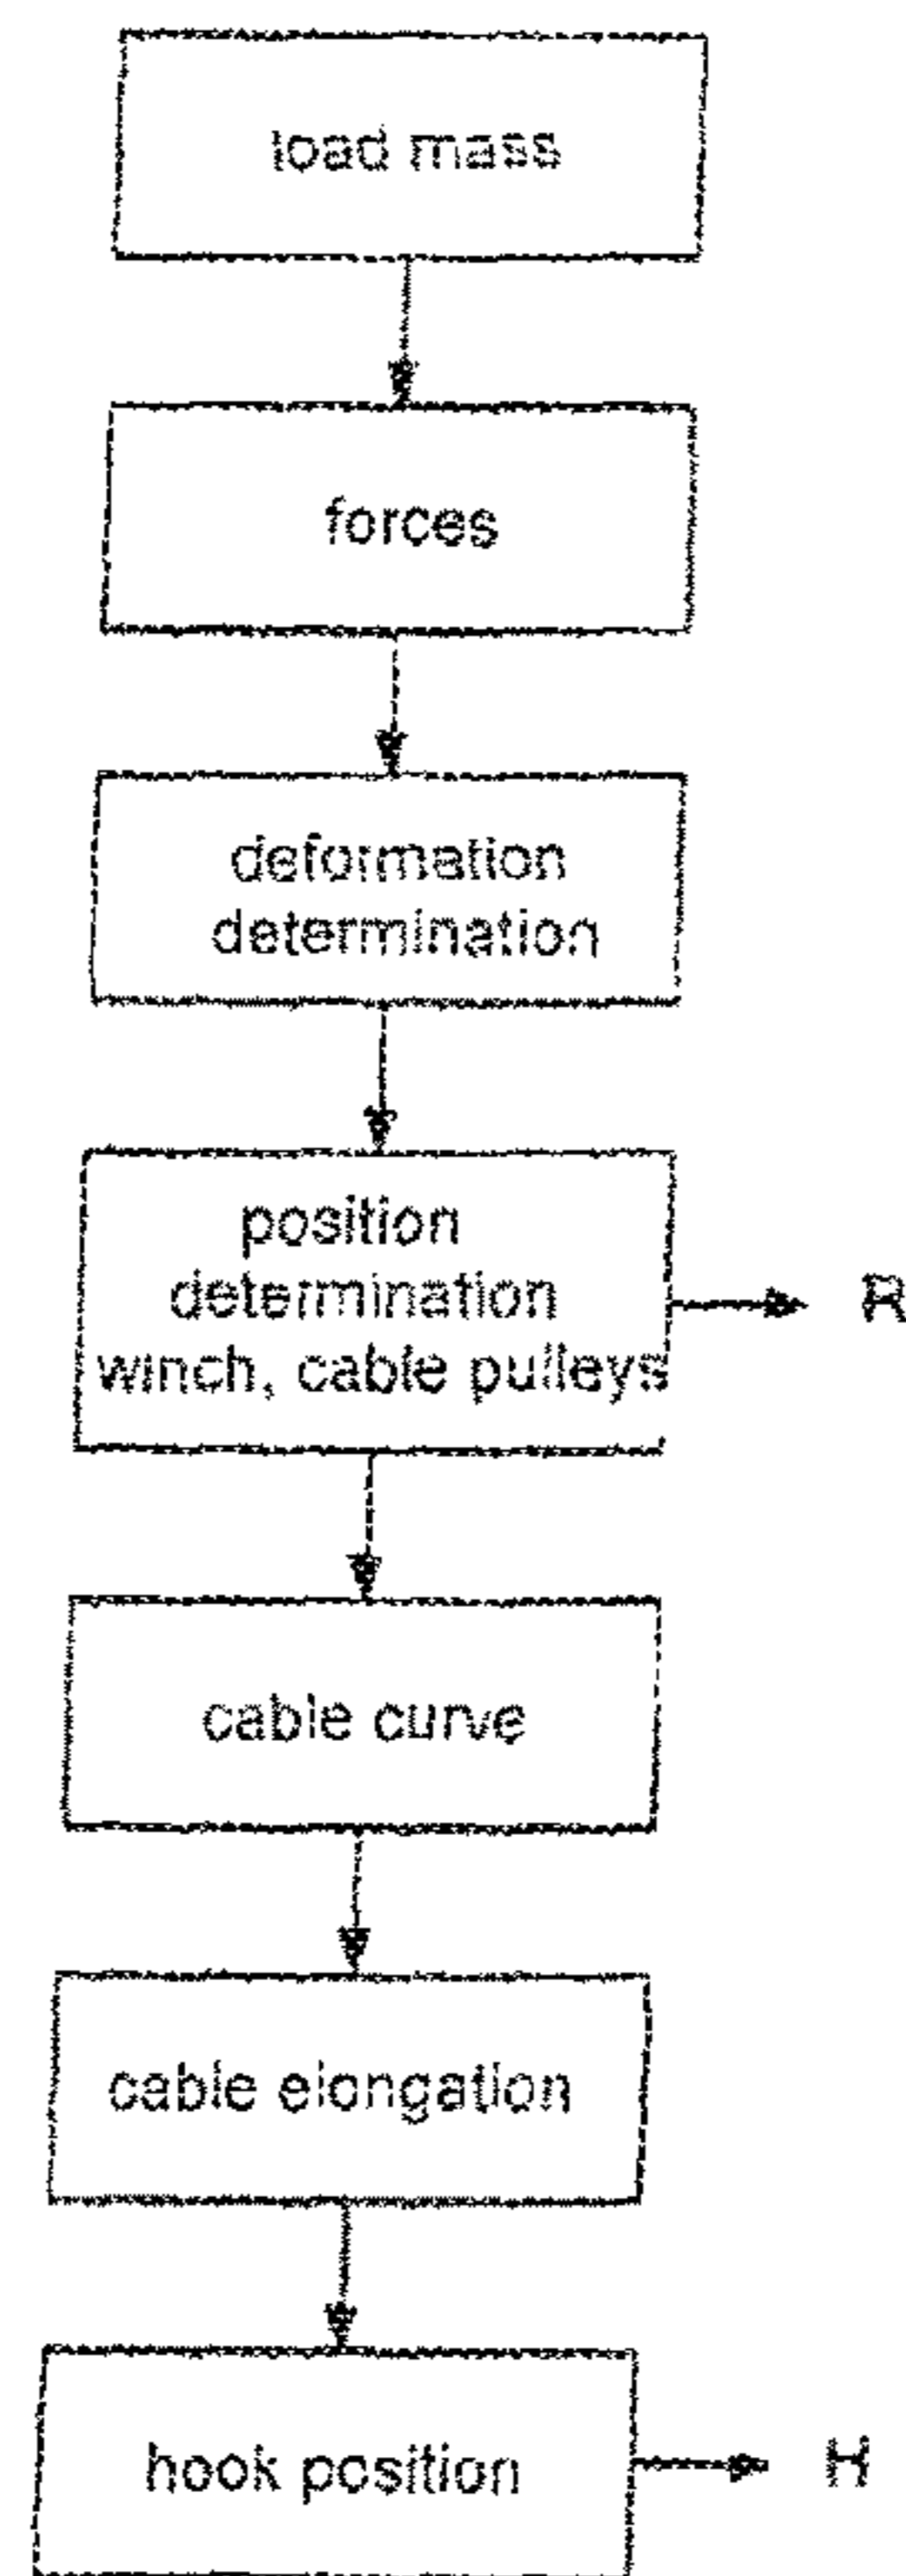 load mass
forces
deformation
determination
position
determination
winch, cable pulleys
R
cable curve
cable elongation
hook position
H